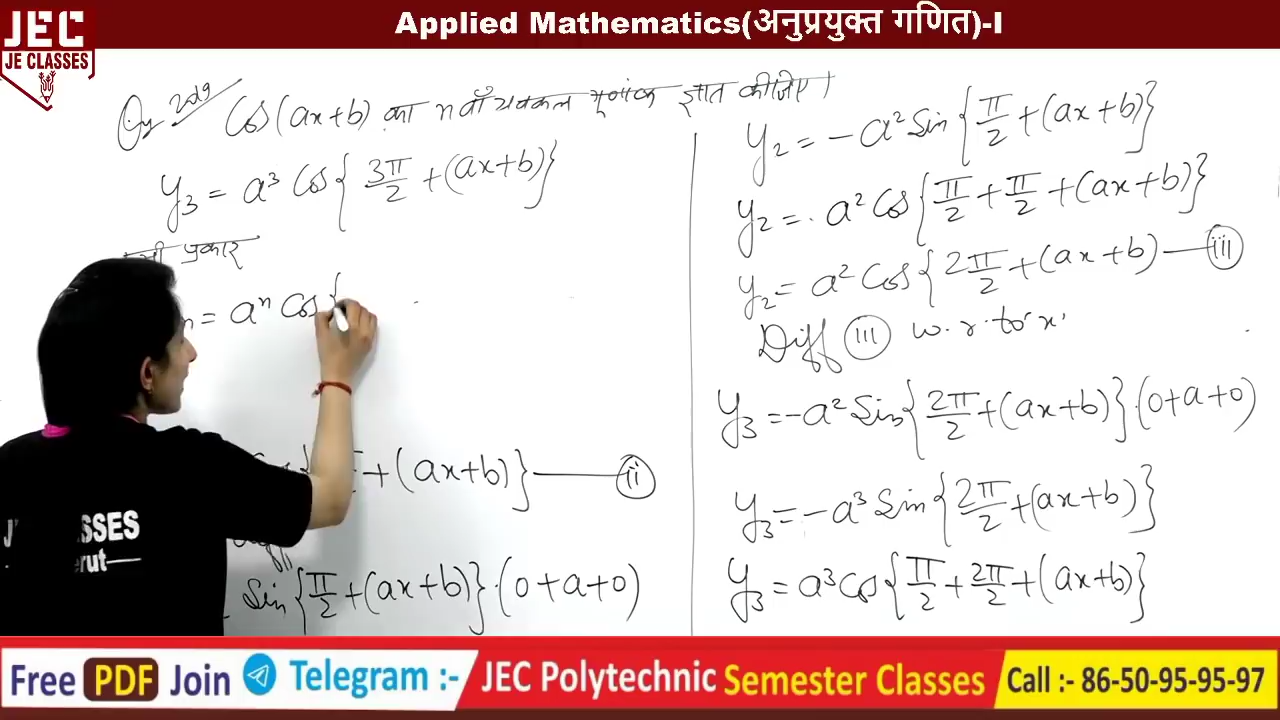 JEC
JE CLASSES
Applied Mathematics(अनुप्रयुक्त गणित)-I
Que 2019 Cos(ax+b) का n वाँ अवकल गुणांक ज्ञात कीजिए।
y₃ = a³ Cos{ 3π/2 + (ax+b)}
प्रकार
n = aⁿ Cos{
+ (ax+b)} —— ii
Sin{π/2 + (ax+b)}·(0+a+0)
y₂ = -a² Sin{π/2 + (ax+b)}
y₂ = a² Cos{π/2 + π/2 + (ax+b)}
y₂ = a² Cos{2π/2 + (ax+b) — iii
Diff iii w.r.to x.
y₃ = -a² Sin{2π/2 + (ax+b)}·(0+a+0)
y₃ = -a³ Sin{2π/2 + (ax+b)}
y₃ = a³ Cos{π/2 + 2π/2 + (ax+b)}
SSES
rut—
Free PDF Join Telegram :- JEC Polytechnic Semester Classes Call :- 86-50-95-95-97